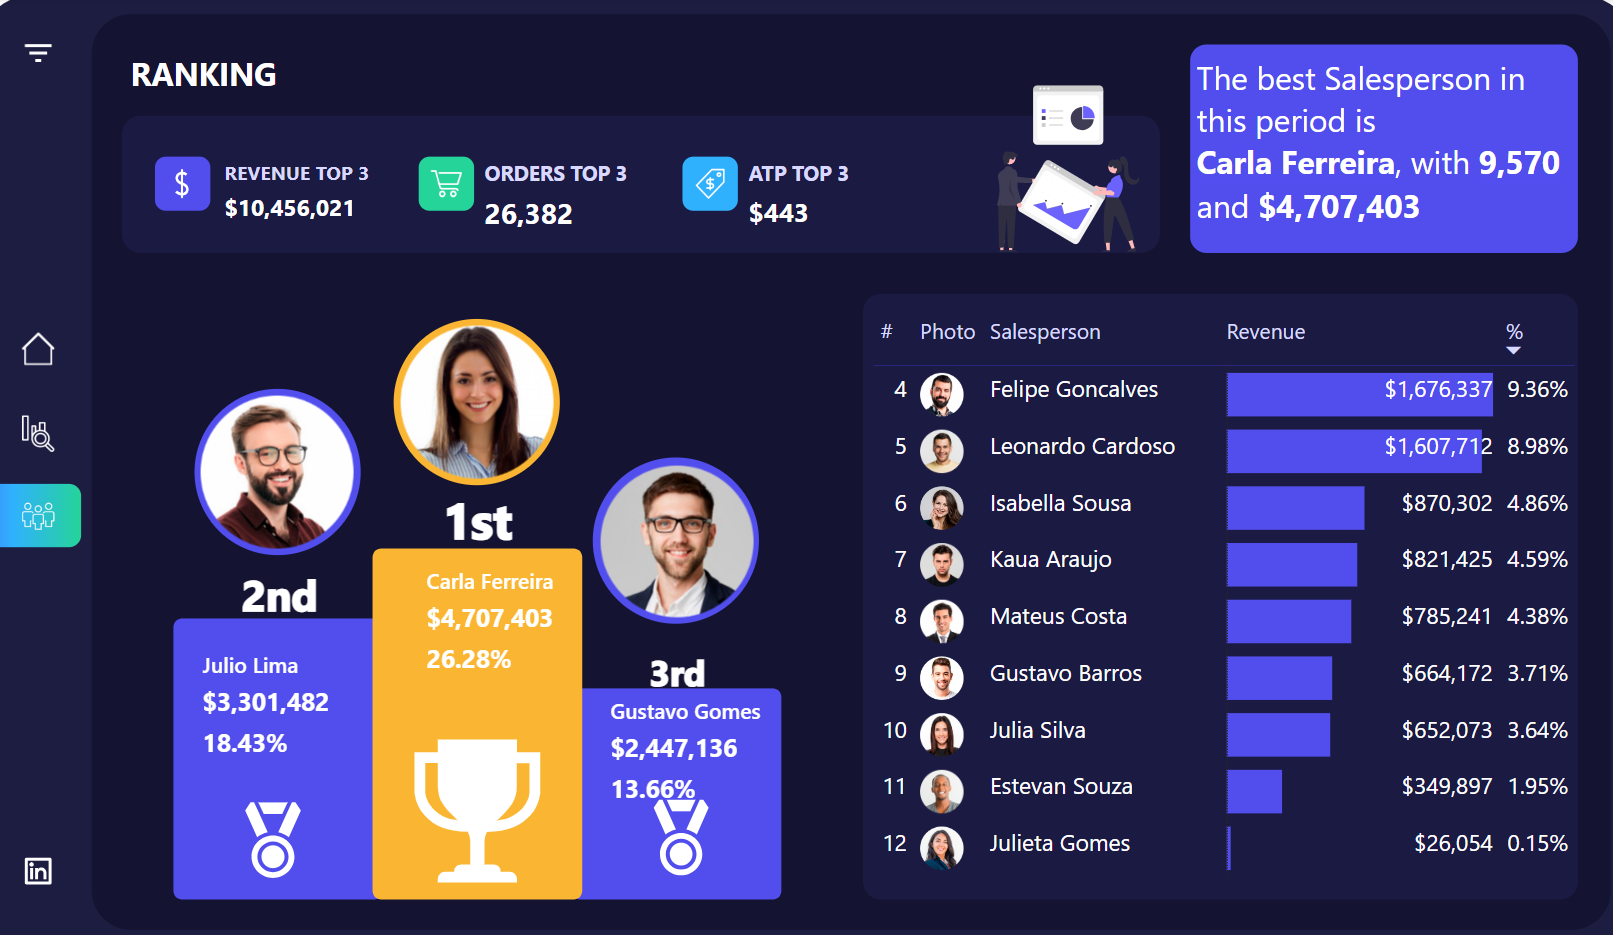 RANKING
REVENUE TOP 3
$10,456,021
ORDERS TOP 3
26,382
ATP TOP 3
$443
The best Salesperson in
this period is
Carla Ferreira, with 9,570
and $4,707,403
1st
Carla Ferreira
$4,707,403
26.28%
2nd
Julio Lima
$3,301,482
18.43%
3rd
Gustavo Gomes
$2,447,136
13.66%
# Photo Salesperson Revenue %
4 Felipe Goncalves $1,676,337 9.36%
5 Leonardo Cardoso $1,607,712 8.98%
6 Isabella Sousa $870,302 4.86%
7 Kaua Araujo $821,425 4.59%
8 Mateus Costa $785,241 4.38%
9 Gustavo Barros $664,172 3.71%
10 Julia Silva $652,073 3.64%
11 Estevan Souza $349,897 1.95%
12 Julieta Gomes $26,054 0.15%
in